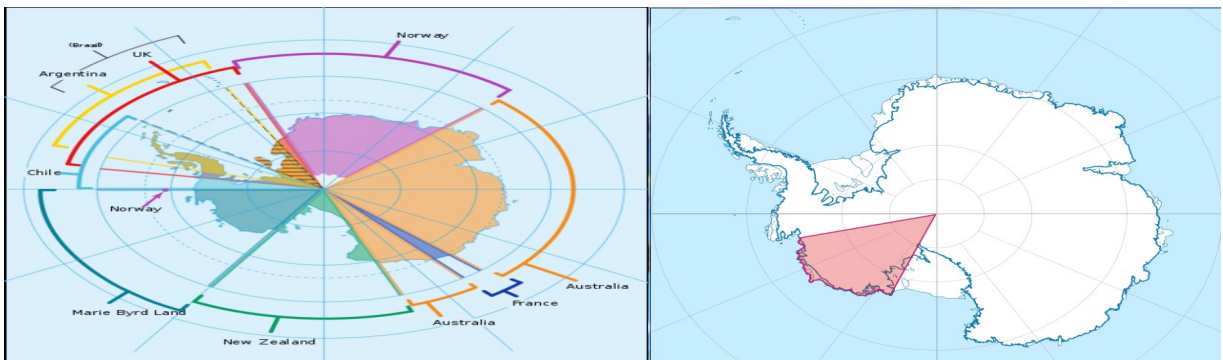 (Brazil)
UK
Norway
Argentina
Chile
Norway
Marie Byrd Land
New Zealand
Australia
France
Australia